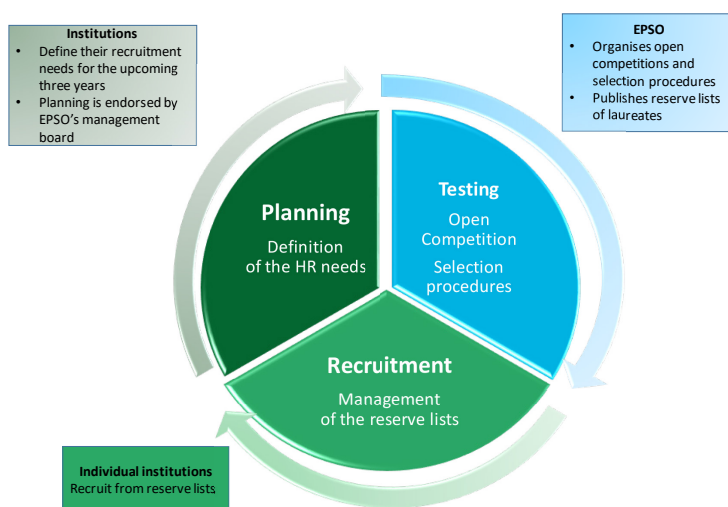 Institutions
• Define their recruitment
needs for the upcoming
three years
• Planning is endorsed by
EPSO's management
board
EPSO
• Organises open
competitions and
selection procedures
• Publishes reserve lists
of laureates
Planning
Definition
of the HR needs
Testing
Open
Competition
Selection
procedures
Recruitment
Management
of the reserve lists
Individual institutions
Recruit from reserve lists